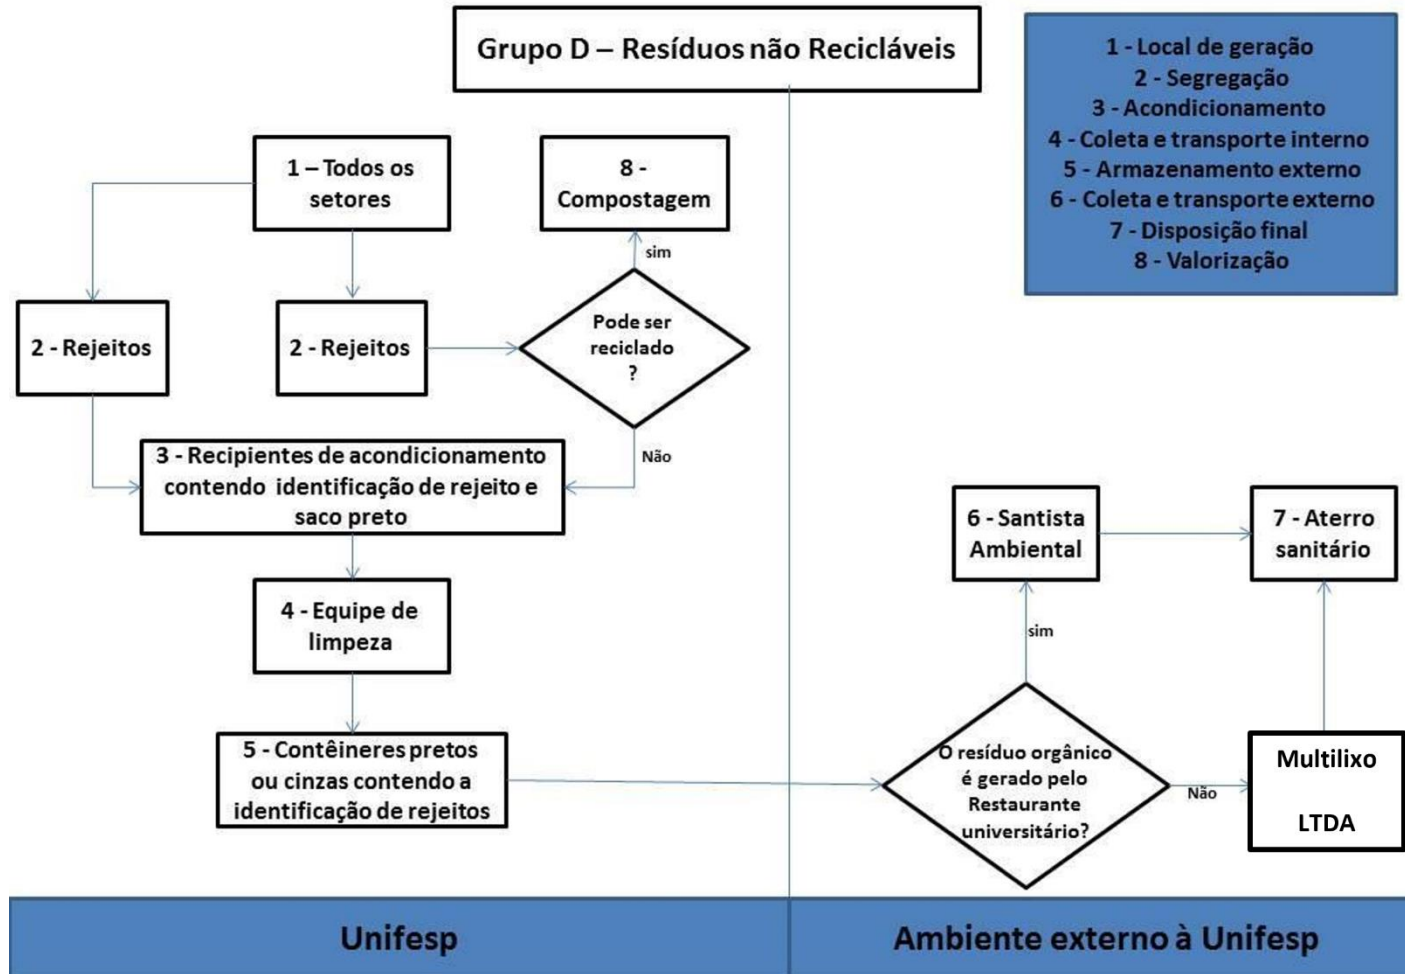 Grupo D – Resíduos não Recicláveis
1 - Local de geração
2 - Segregação
3 - Acondicionamento
4 - Coleta e transporte interno
5 - Armazenamento externo
6 - Coleta e transporte externo
7 - Disposição final
8 - Valorização
1 – Todos os
setores
8 -
Compostagem
sim
2 - Rejeitos
2 - Rejeitos
Pode ser
reciclado
?
Não
3 - Recipientes de acondicionamento
contendo identificação de rejeito e
saco preto
4 - Equipe de
limpeza
5 - Contêineres pretos
ou cinzas contendo a
identificação de rejeitos
6 - Santista
Ambiental
7 - Aterro
sanitário
sim
O resíduo orgânico
é gerado pelo
Restaurante
universitário?
Não
Multilixo
LTDA
Unifesp
Ambiente externo à Unifesp